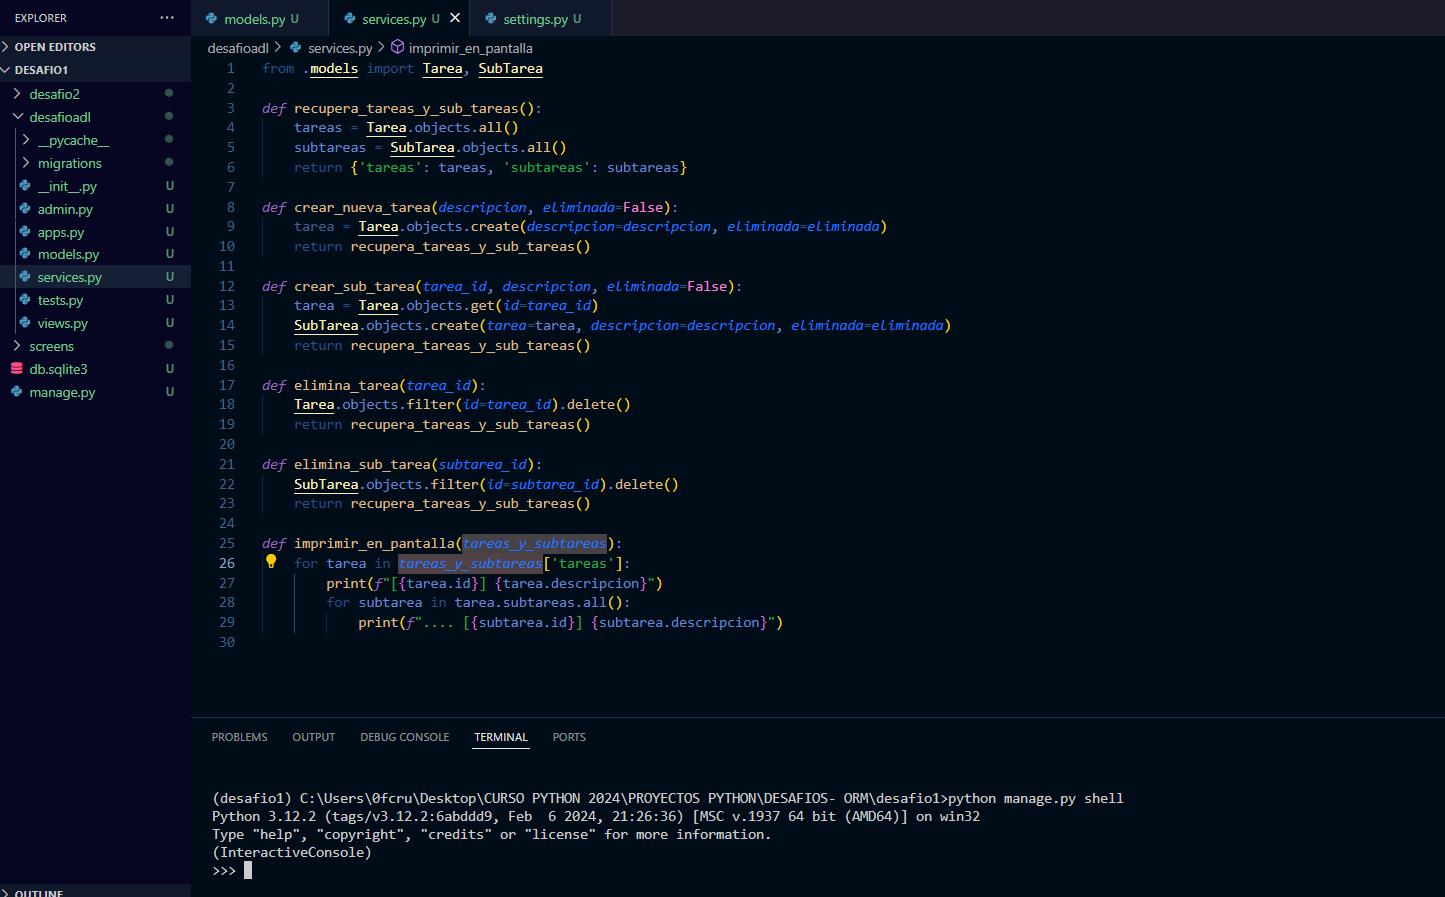 EXPLORER
OPEN EDITORS
DESAFIO1
desafio2
desafioadl
__pycache__
migrations
__init__.py U
admin.py U
apps.py U
models.py U
services.py U
tests.py U
views.py U
screens
db.sqlite3 U
manage.py U
OUTLINE
models.py U services.py U settings.py U
desafioadl > services.py > imprimir_en_pantalla
1 from .models import Tarea, SubTarea
2
3 def recupera_tareas_y_sub_tareas():
4     tareas = Tarea.objects.all()
5     subtareas = SubTarea.objects.all()
6     return {'tareas': tareas, 'subtareas': subtareas}
7
8 def crear_nueva_tarea(descripcion, eliminada=False):
9     tarea = Tarea.objects.create(descripcion=descripcion, eliminada=eliminada)
10     return recupera_tareas_y_sub_tareas()
11
12 def crear_sub_tarea(tarea_id, descripcion, eliminada=False):
13     tarea = Tarea.objects.get(id=tarea_id)
14     SubTarea.objects.create(tarea=tarea, descripcion=descripcion, eliminada=eliminada)
15     return recupera_tareas_y_sub_tareas()
16
17 def elimina_tarea(tarea_id):
18     Tarea.objects.filter(id=tarea_id).delete()
19     return recupera_tareas_y_sub_tareas()
20
21 def elimina_sub_tarea(subtarea_id):
22     SubTarea.objects.filter(id=subtarea_id).delete()
23     return recupera_tareas_y_sub_tareas()
24
25 def imprimir_en_pantalla(tareas_y_subtareas):
26     for tarea in tareas_y_subtareas['tareas']:
27         print(f"[{tarea.id}] {tarea.descripcion}")
28         for subtarea in tarea.subtareas.all():
29             print(f".... [{subtarea.id}] {subtarea.descripcion}")
30
PROBLEMS OUTPUT DEBUG CONSOLE TERMINAL PORTS
(desafio1) C:\Users\0fcru\Desktop\CURSO PYTHON 2024\PROYECTOS PYTHON\DESAFIOS- ORM\desafio1>python manage.py shell
Python 3.12.2 (tags/v3.12.2:6abddd9, Feb  6 2024, 21:26:36) [MSC v.1937 64 bit (AMD64)] on win32
Type "help", "copyright", "credits" or "license" for more information.
(InteractiveConsole)
>>>